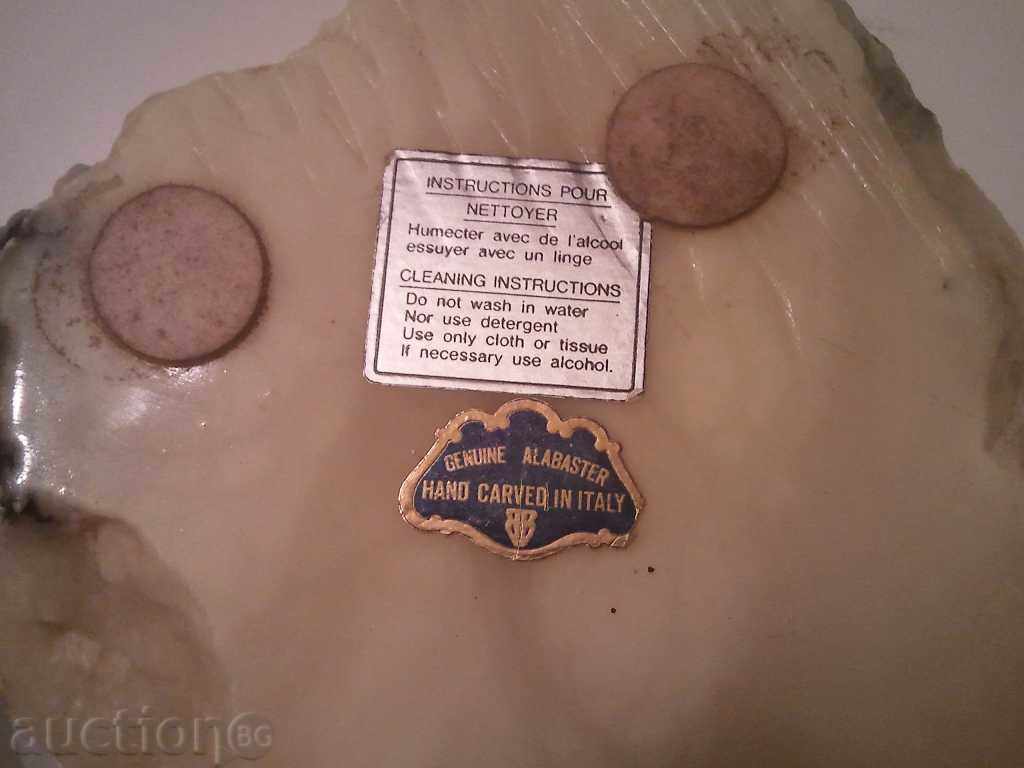 INSTRUCTIONS POUR
NETTOYER
Humecter avec de l'alcool
essuyer avec un linge
CLEANING INSTRUCTIONS
Do not wash in water
Nor use detergent
Use only cloth or tissue
If necessary use alcohol.
GENUINE ALABASTER
HAND CARVED IN ITALY
BB
auction BG